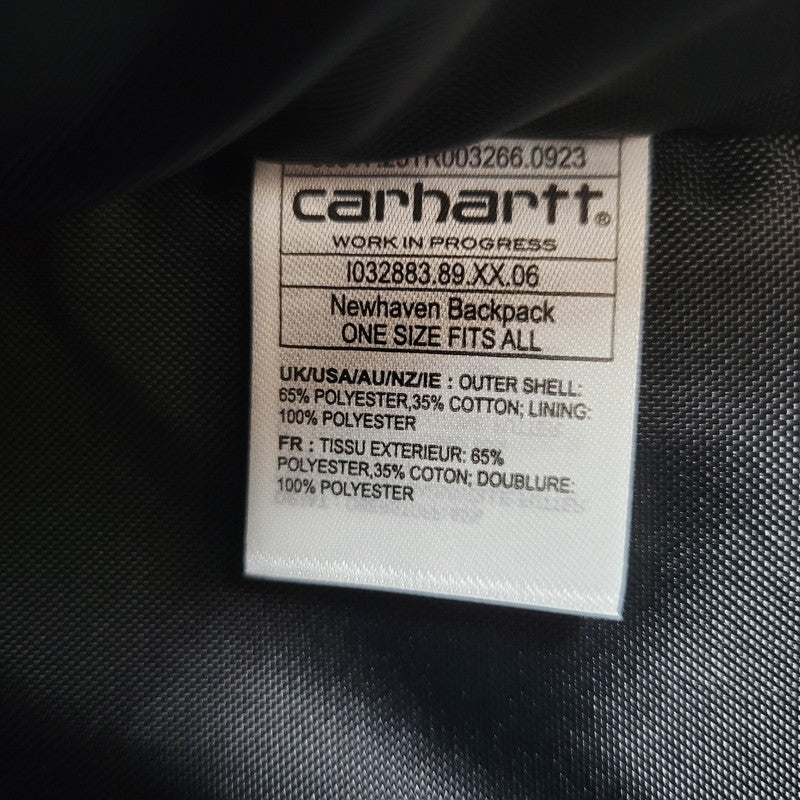 carhartt®
WORK IN PROGRESS
I032883.89.XX.06
Newhaven Backpack
ONE SIZE FITS ALL
UK/USA/AU/NZ/IE : OUTER SHELL:
65% POLYESTER,35% COTTON; LINING:
100% POLYESTER
FR : TISSU EXTERIEUR: 65%
POLYESTER,35% COTON; DOUBLURE:
100% POLYESTER